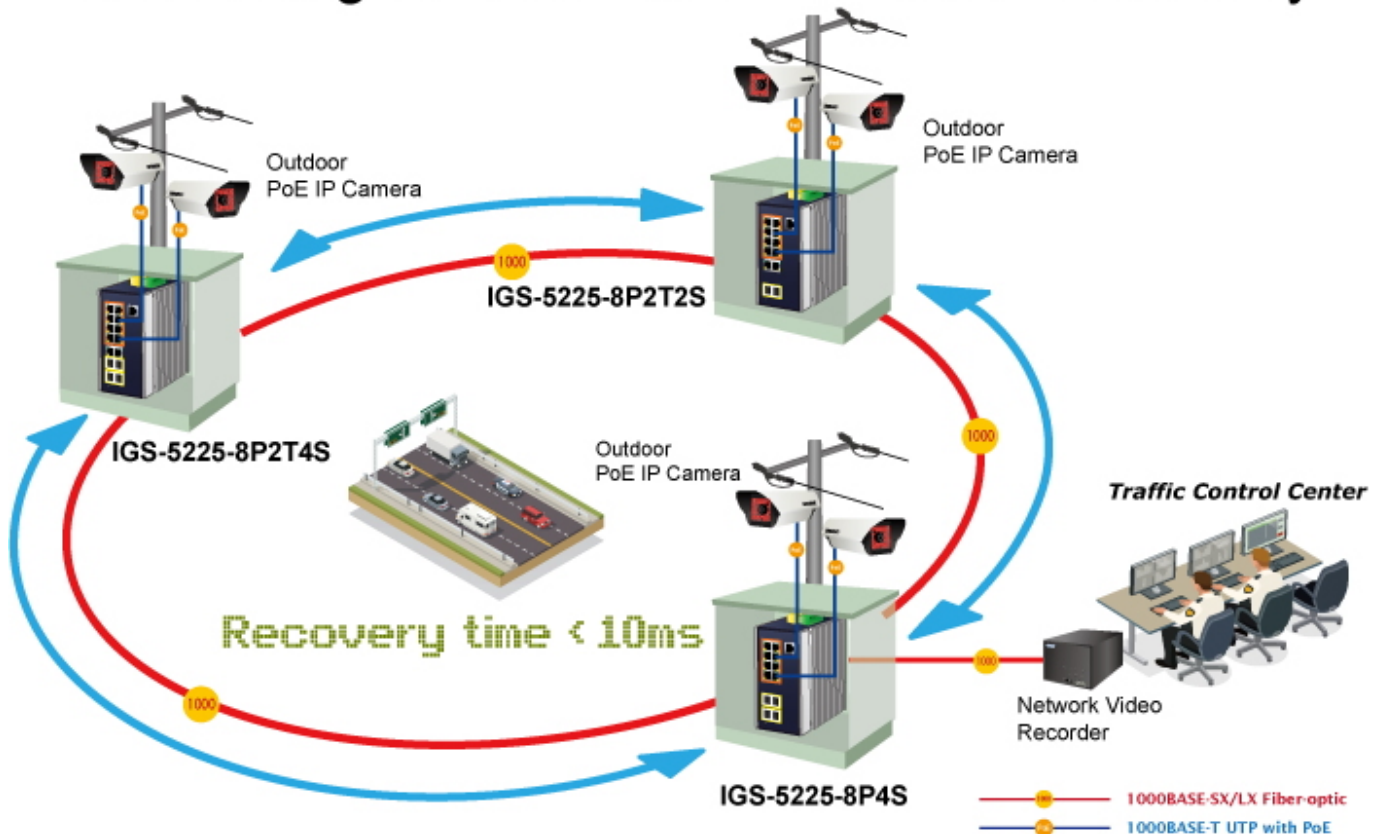 Outdoor
PoE IP Camera
Outdoor
PoE IP Camera
1000
IGS-5225-8P2T2S
IGS-5225-8P2T4S
1000
Outdoor
PoE IP Camera
Traffic Control Center
Recovery time < 10ms
1000
1000
Network Video
Recorder
IGS-5225-8P4S
1000BASE-SX/LX Fiber-optic
1000BASE-T UTP with PoE